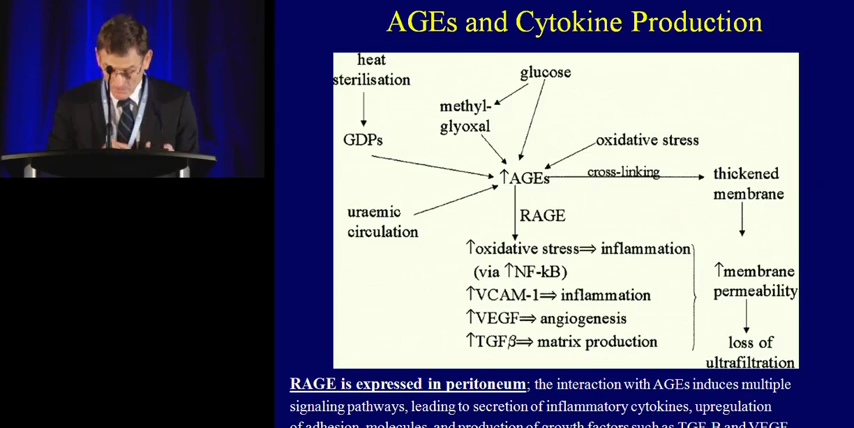 AGEs and Cytokine Production
heat
sterilisation
glucose
methyl-
glyoxal
GDPs
oxidative stress
↑AGEs
cross-linking
thickened
membrane
uraemic
circulation
RAGE
↑oxidative stress⇒ inflammation
(via ↑NF-kB)
↑VCAM-1⇒ inflammation
↑VEGF⇒ angiogenesis
↑TGFβ⇒ matrix production
↑membrane
permeability
loss of
ultrafiltration
RAGE is expressed in peritoneum; the interaction with AGEs induces multiple
signaling pathways, leading to secretion of inflammatory cytokines, upregulation
of adhesion molecules, and production of growth factors such as TGF-B and VEGF